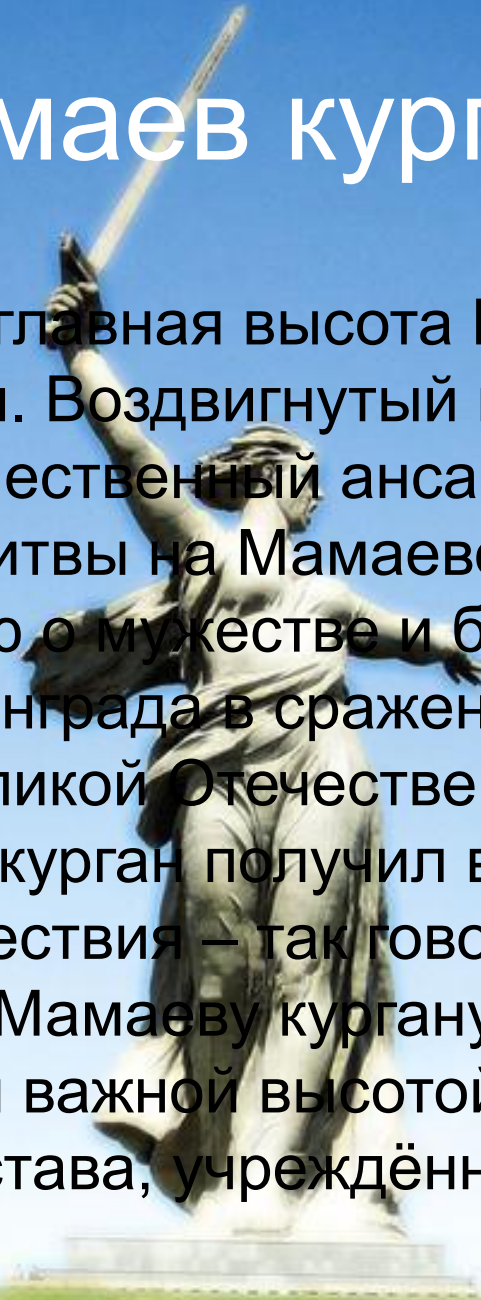 маев кург
главная высота
. Воздвигнутый
ественный анса
итвы на Мамаев
о мужестве и б
нграда в сражен
ликой Отечестве
курган получил в
ествия – так гово
Мамаеву кургану
важной высотой
става, учреждённ